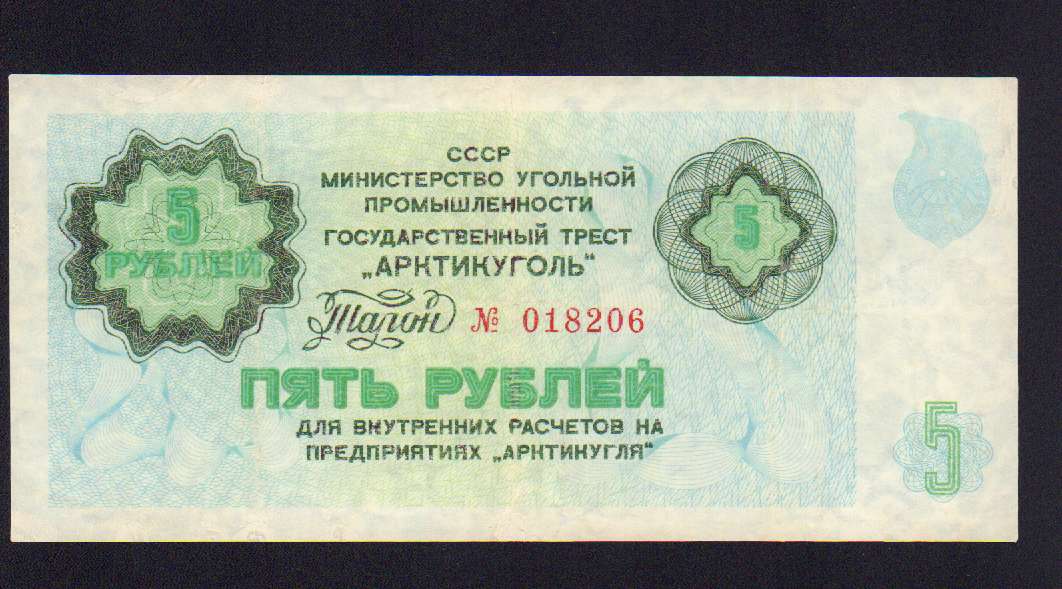 СССР
МИНИСТЕРСТВО УГОЛЬНОЙ
ПРОМЫШЛЕННОСТИ
ГОСУДАРСТВЕННЫЙ ТРЕСТ
„АРКТИКУГОЛЬ“
5
РУБЛЕЙ
5
Талон № 018206
ПЯТЬ РУБЛЕЙ
ДЛЯ ВНУТРЕННИХ РАСЧЕТОВ НА
ПРЕДПРИЯТИЯХ „АРКТИКУГЛЯ“
5